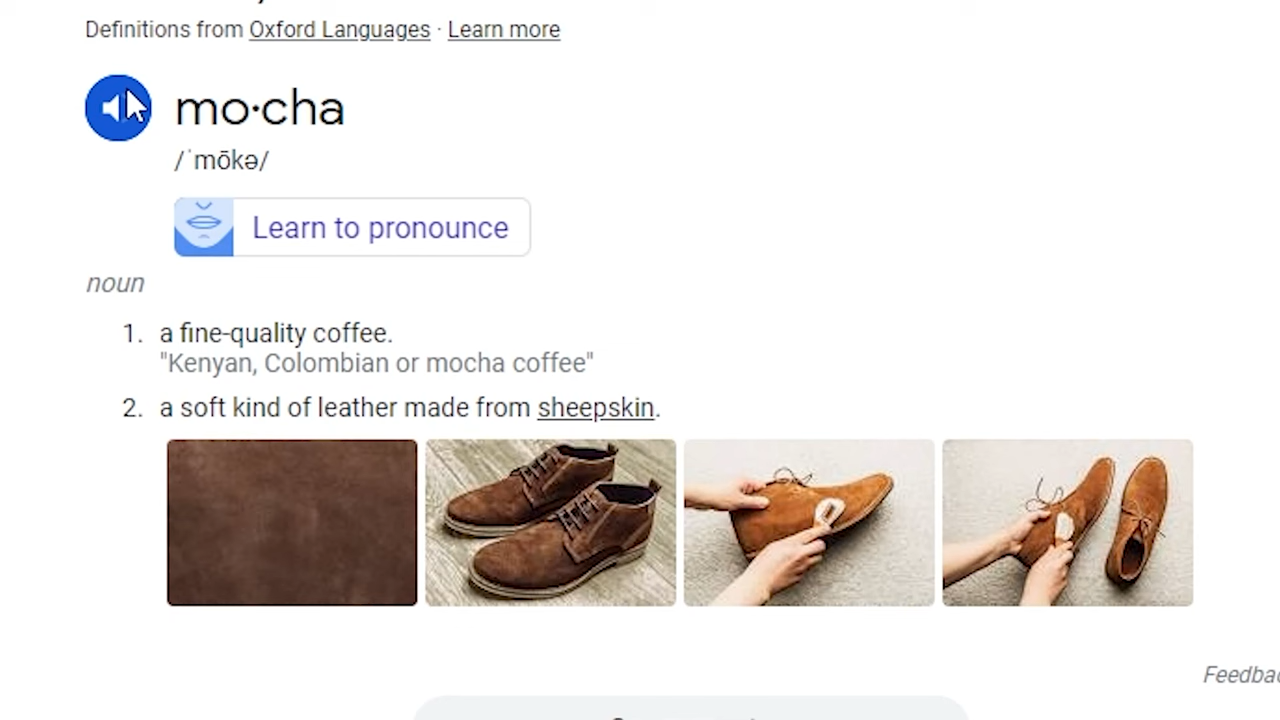 Definitions from Oxford Languages · Learn more
mo·cha
/ˈmōkə/
Learn to pronounce
noun
1. a fine-quality coffee.
"Kenyan, Colombian or mocha coffee"
2. a soft kind of leather made from sheepskin.